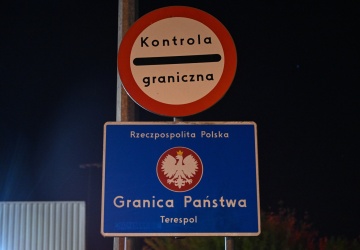 Kontrola
graniczna
Rzeczpospolita Polska
Granica Państwa
Terespol